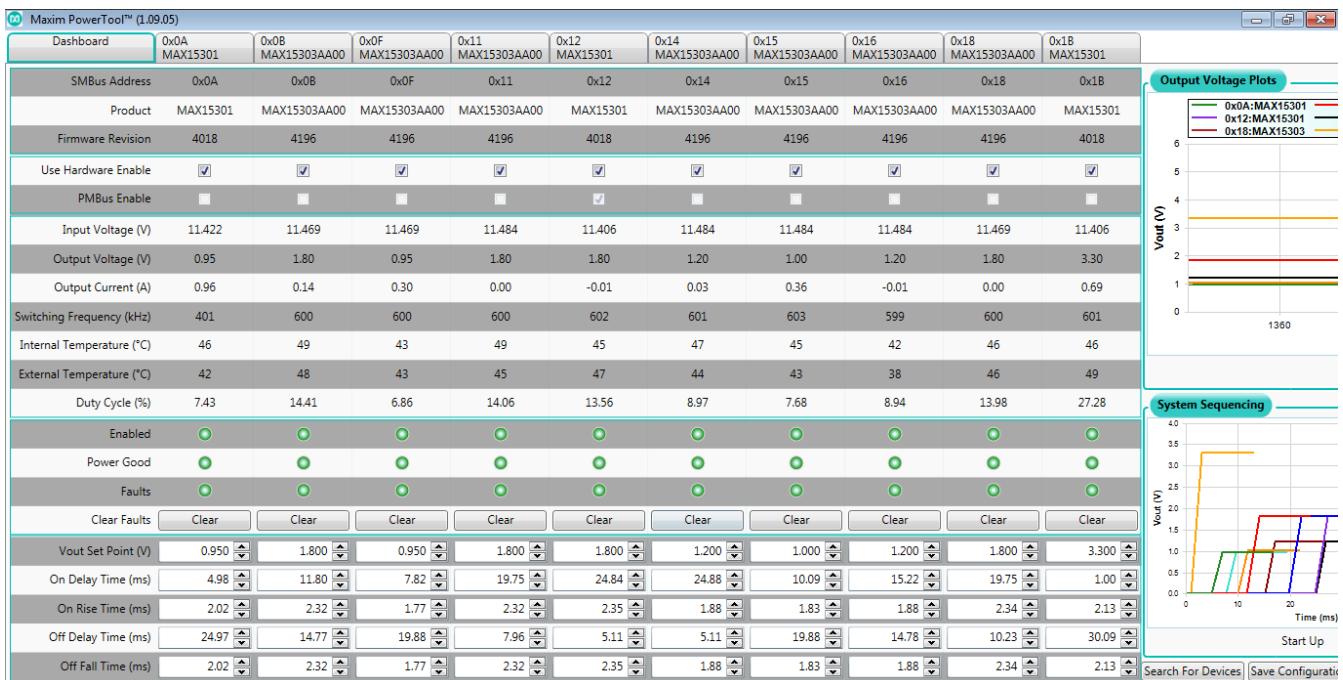 Maxim PowerTool™ (1.09.05)
Dashboard 0x0A 0x0B 0x0F 0x11 0x12 0x14 0x15 0x16 0x18 0x1B
MAX15301 MAX15303AA00 MAX15303AA00 MAX15303AA00 MAX15301 MAX15303AA00 MAX15303AA00 MAX15303AA00 MAX15303AA00 MAX15301
SMBus Address 0x0A 0x0B 0x0F 0x11 0x12 0x14 0x15 0x16 0x18 0x1B
Product MAX15301 MAX15303AA00 MAX15303AA00 MAX15303AA00 MAX15301 MAX15303AA00 MAX15303AA00 MAX15303AA00 MAX15303AA00 MAX15301
Firmware Revision 4018 4196 4196 4196 4018 4196 4196 4196 4196 4018
Use Hardware Enable
PMBus Enable
Input Voltage (V) 11.422 11.469 11.469 11.484 11.406 11.484 11.484 11.484 11.469 11.406
Output Voltage (V) 0.95 1.80 0.95 1.80 1.80 1.20 1.00 1.20 1.80 3.30
Output Current (A) 0.96 0.14 0.30 0.00 -0.01 0.03 0.36 -0.01 0.00 0.69
Switching Frequency (kHz) 401 600 600 600 602 601 603 599 600 601
Internal Temperature (°C) 46 49 43 49 45 47 45 42 46 46
External Temperature (°C) 42 48 43 45 47 44 43 38 46 49
Duty Cycle (%) 7.43 14.41 6.86 14.06 13.56 8.97 7.68 8.94 13.98 27.28
Enabled
Power Good
Faults
Clear Faults Clear Clear Clear Clear Clear Clear Clear Clear Clear Clear
Vout Set Point (V) 0.950 1.800 0.950 1.800 1.800 1.200 1.000 1.200 1.800 3.300
On Delay Time (ms) 4.98 11.80 7.82 19.75 24.84 24.88 10.09 15.22 19.75 1.00
On Rise Time (ms) 2.02 2.32 1.77 2.32 2.35 1.88 1.83 1.88 2.34 2.13
Off Delay Time (ms) 24.97 14.77 19.88 7.96 5.11 5.11 19.88 14.78 10.23 30.09
Off Fall Time (ms) 2.02 2.32 1.77 2.32 2.35 1.88 1.83 1.88 2.34 2.13
Output Voltage Plots
0x0A:MAX15301
0x12:MAX15301
0x18:MAX15303
6
5
4
3
2
1
0
Vout (V)
1360
System Sequencing
4.0
3.5
3.0
2.5
2.0
1.5
1.0
0.5
0.0
Vout (V)
0 10 20
Time (ms)
Start Up
Search For Devices Save Configuratio